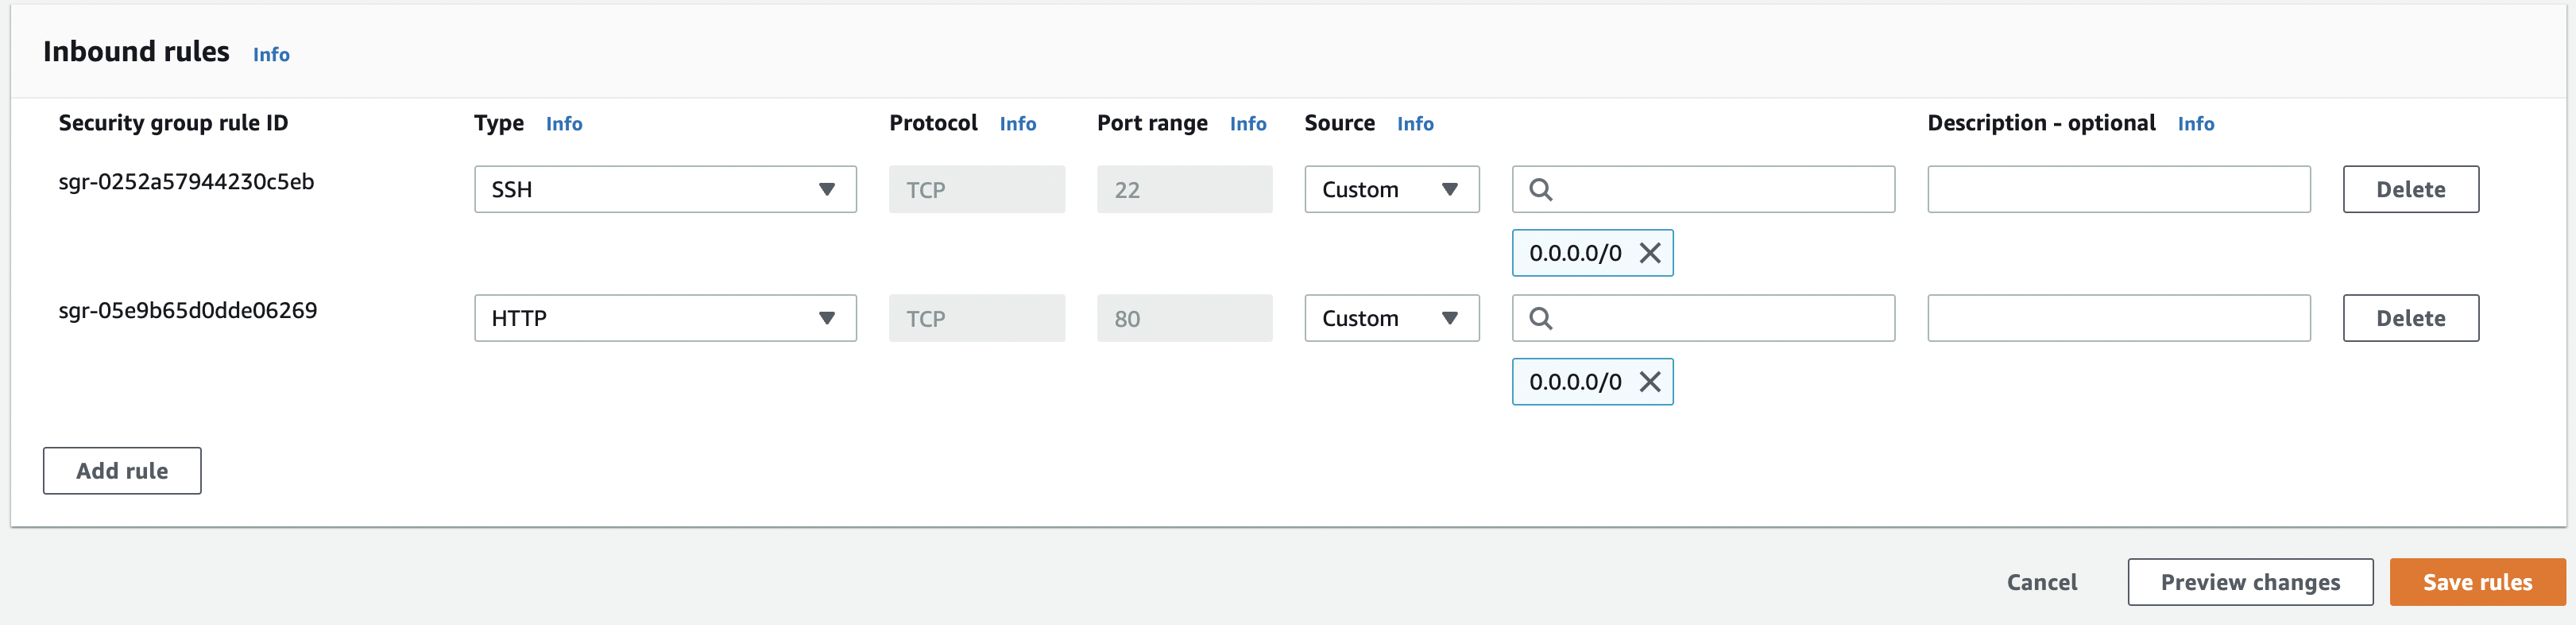 Inbound rules Info
Security group rule ID Type Info Protocol Info Port range Info Source Info Description - optional Info
sgr-0252a57944230c5eb SSH TCP 22 Custom Delete
0.0.0.0/0
sgr-05e9b65d0dde06269 HTTP TCP 80 Custom Delete
0.0.0.0/0
Add rule
Cancel Preview changes Save rules